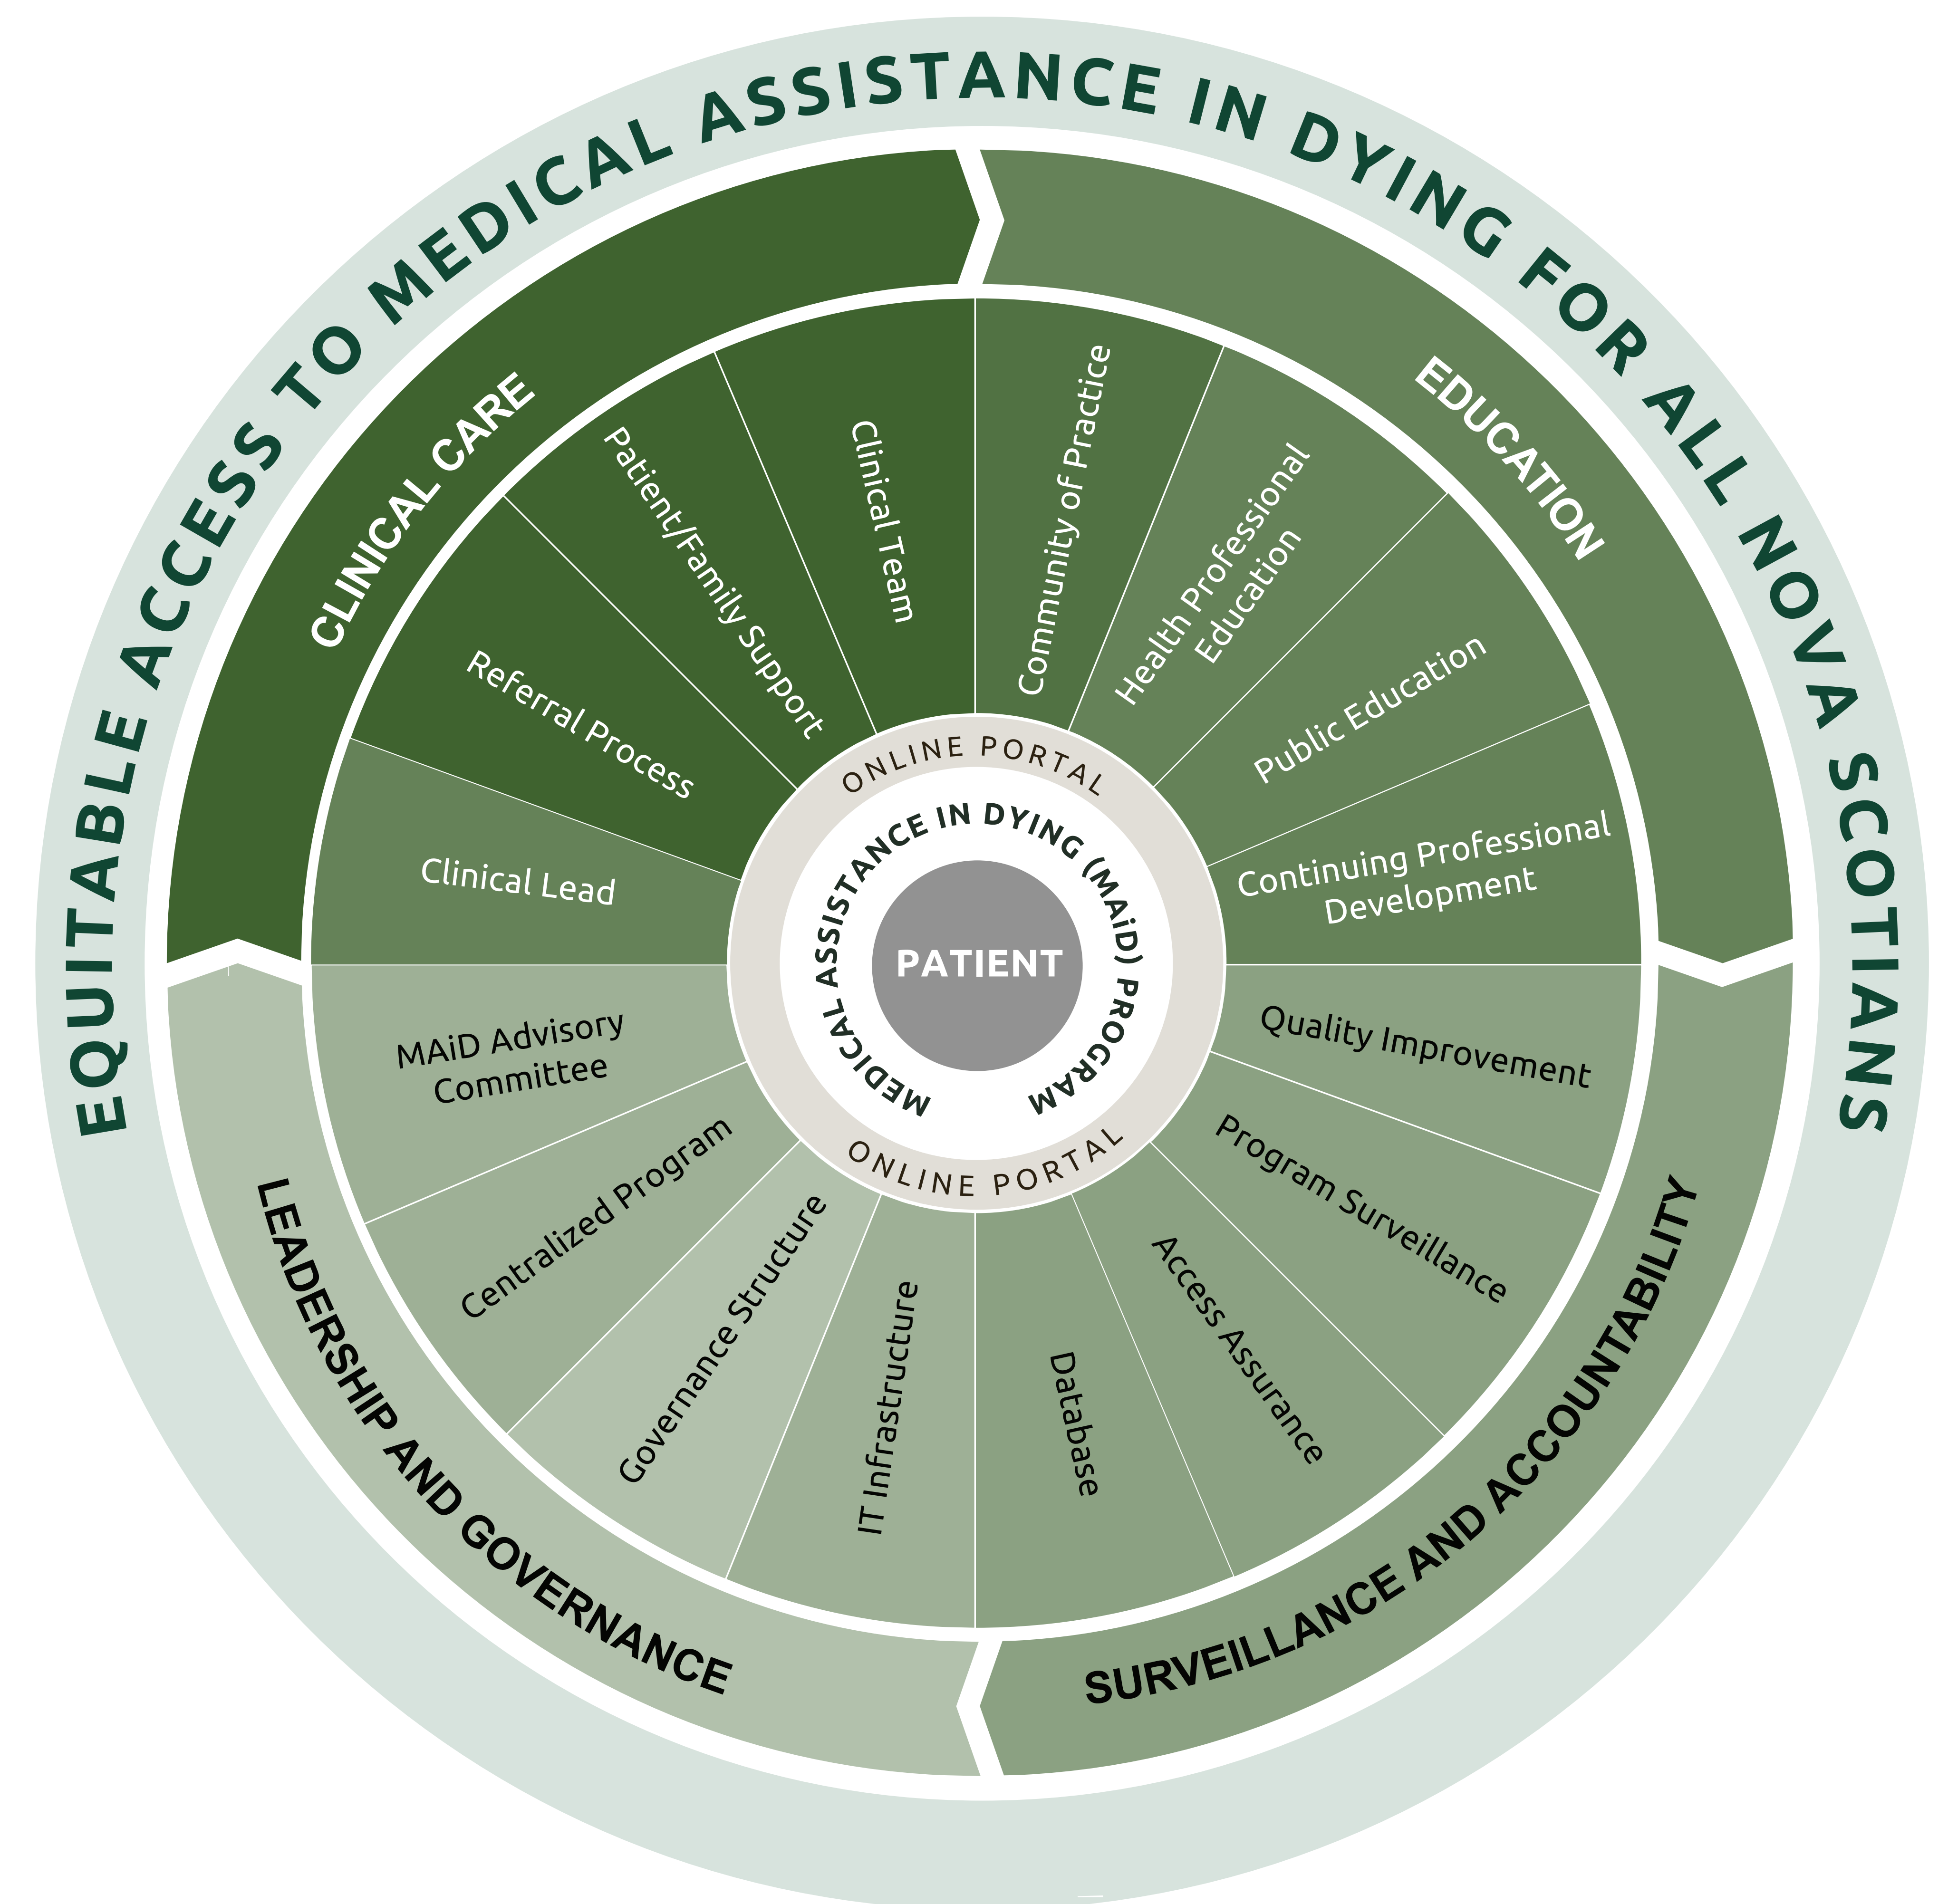 EQUITABLE ACCESS TO MEDICAL ASSISTANCE IN DYING FOR ALL NOVA SCOTIANS
CLINICAL CARE
EDUCATION
SURVEILLANCE AND ACCOUNTABILITY
LEADERSHIP AND GOVERNANCE
Clinical Lead
Referral Process
Patient/Family Support
Clinical Team
Community of Practice
Health Professional
Education
Public Education
Continuing Professional
Development
Quality Improvement
Program Surveillance
Access Assurance
Database
IT Infrastructure
Governance Structure
Centralized Program
MAiD Advisory
Committee
ONLINE PORTAL
MEDICAL ASSISTANCE IN DYING (MAiD) PROGRAM
PATIENT
ONLINE PORTAL